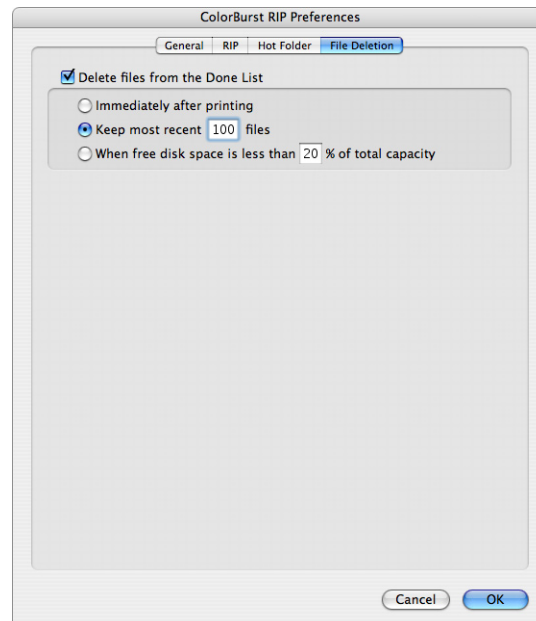 ColorBurst RIP Preferences
General RIP Hot Folder File Deletion
Delete files from the Done List
Immediately after printing
Keep most recent 100 files
When free disk space is less than 20 % of total capacity
Cancel OK